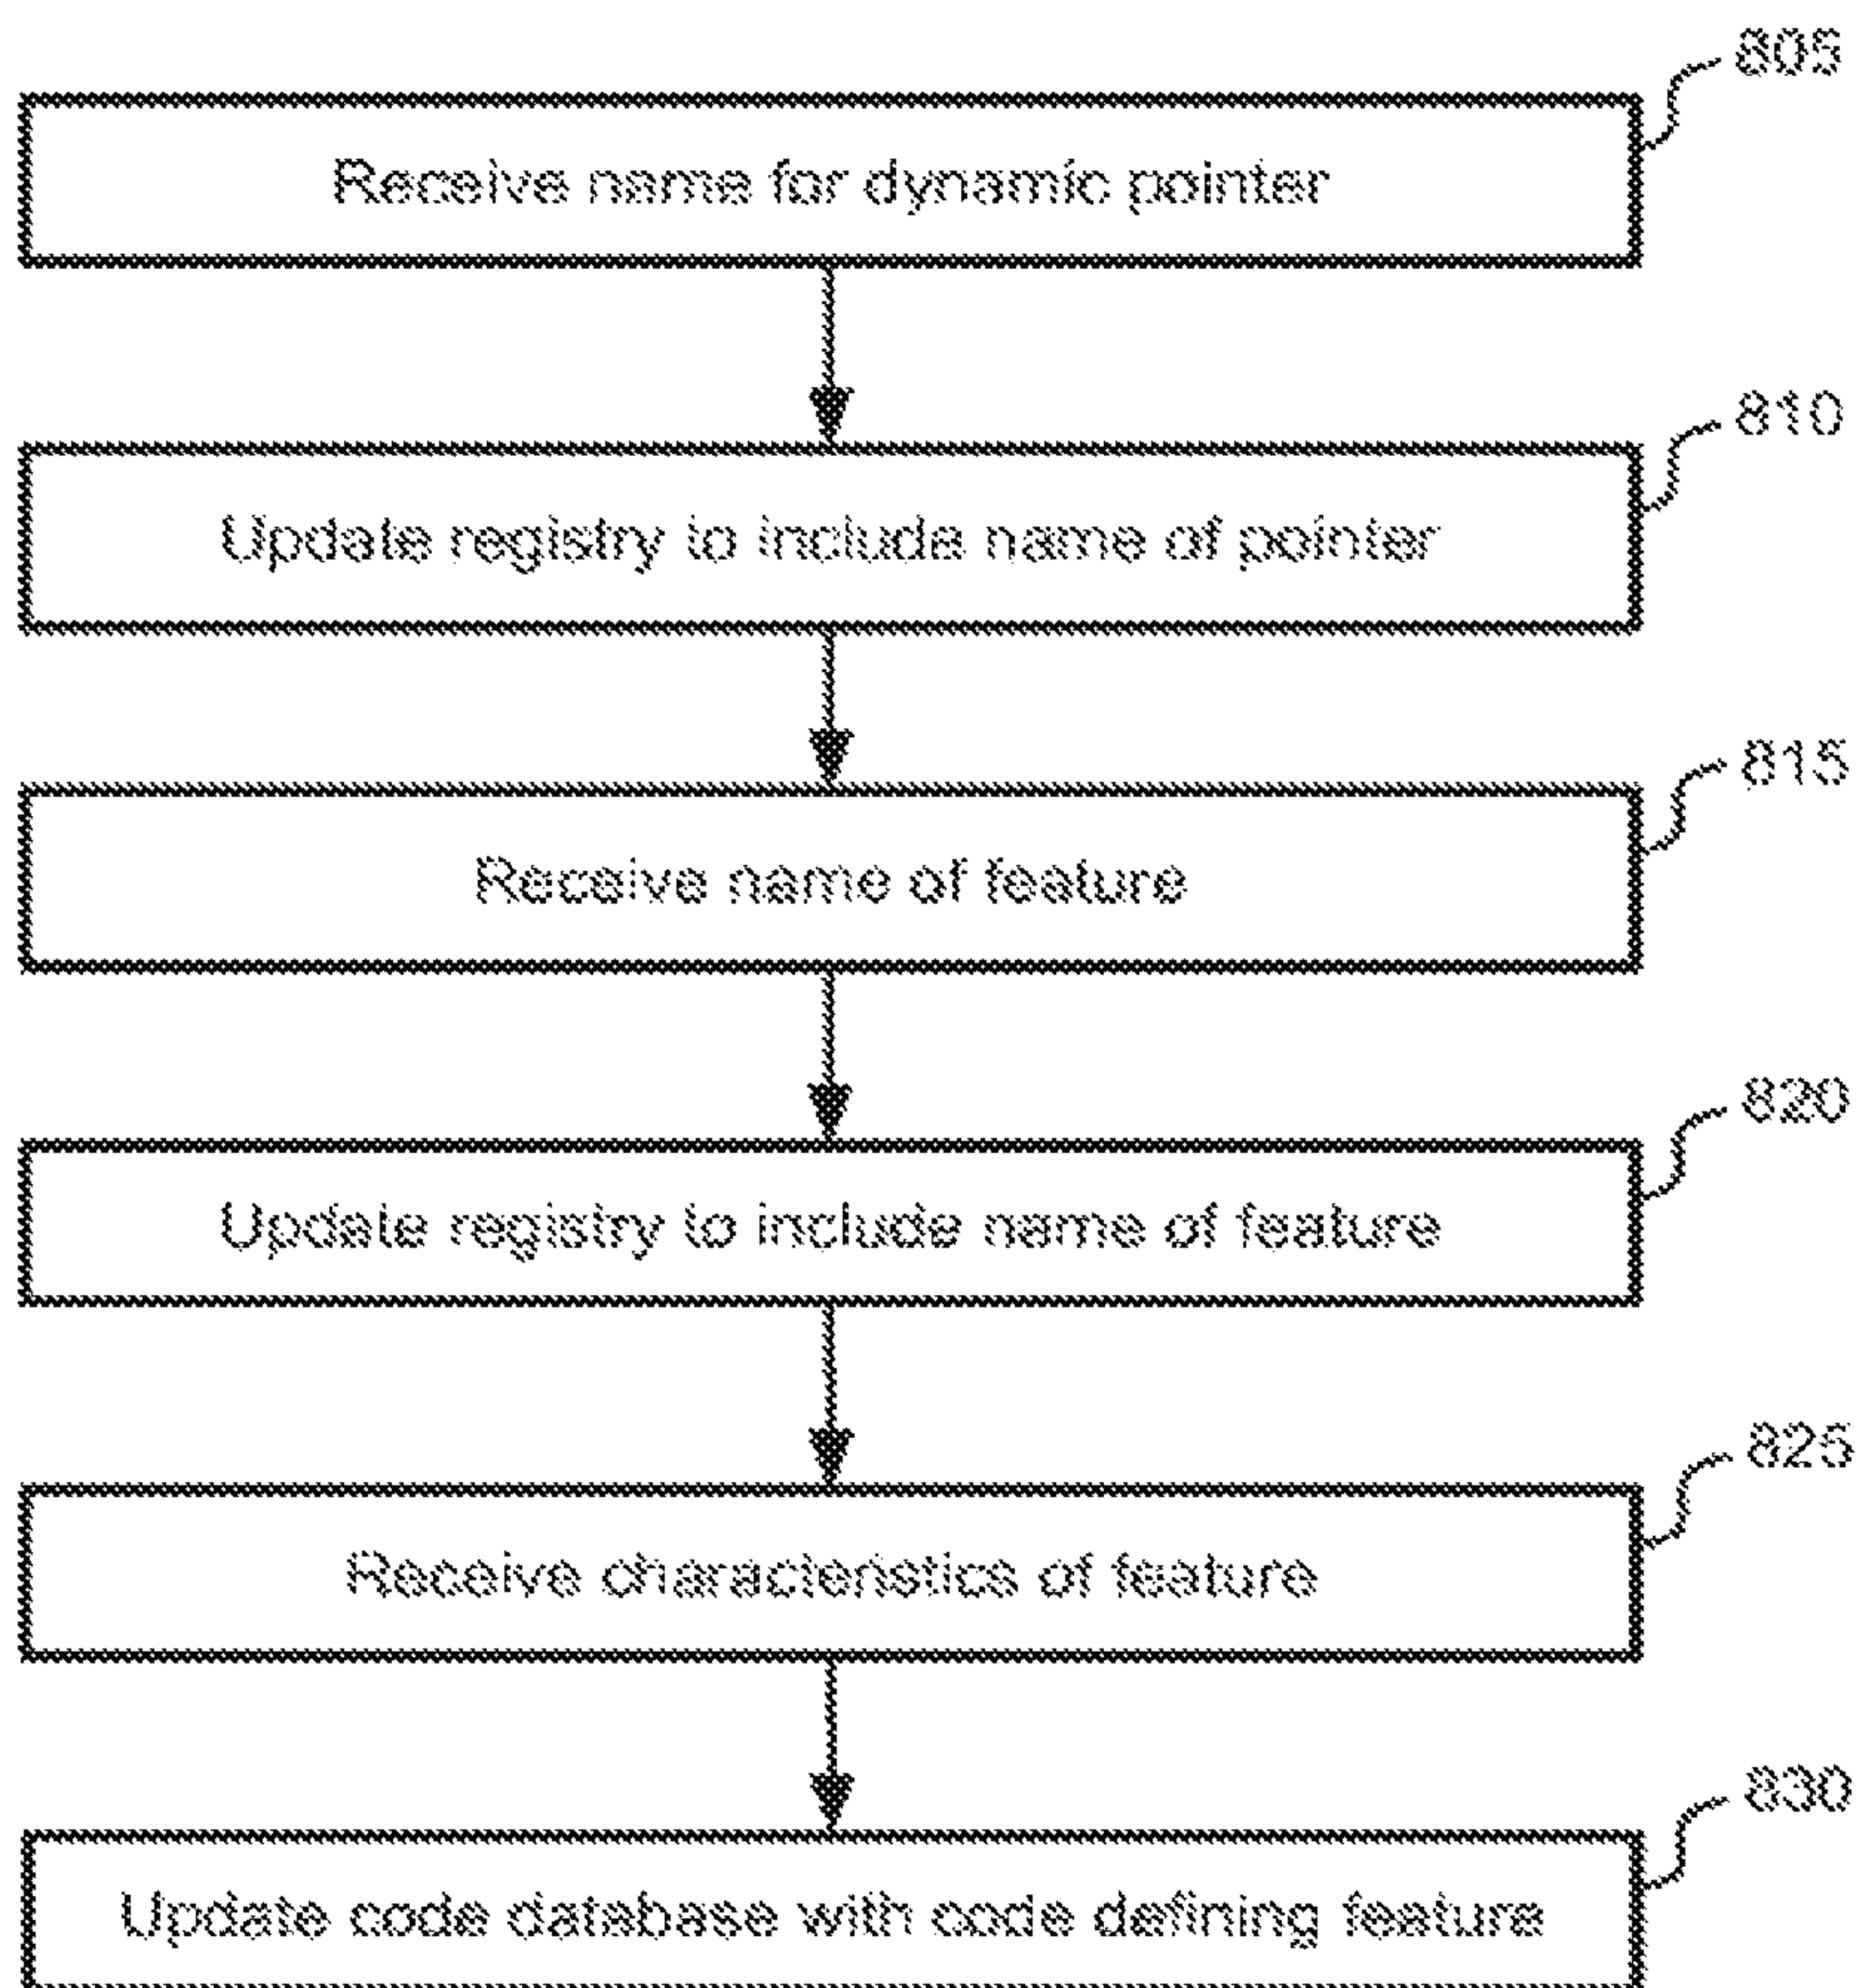 805
Receive name for dynamic pointer
810
Update registry to include name of pointer
815
Receive name of feature
820
Update registry to include name of feature
825
Receive characteristics of feature
830
Update code database with code defining feature